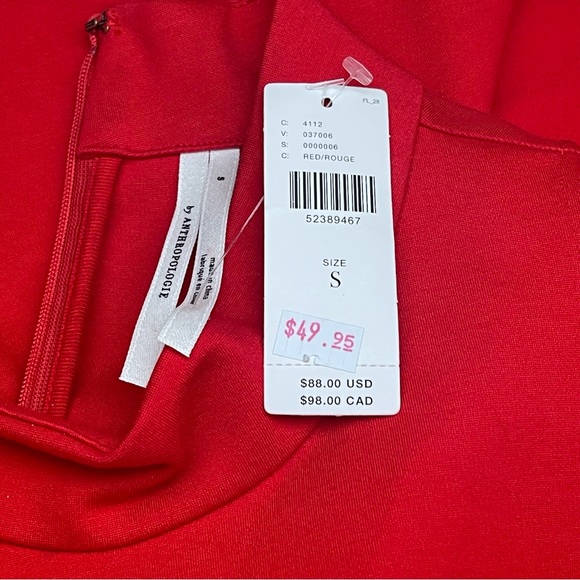 FL_28
C: 4112
V: 037006
S: 0000006
C: RED/ROUGE
52389467
SIZE
S
$49.95
$88.00 USD
$98.00 CAD
by ANTHROPOLOGIE
S
made in china
fabriqué en